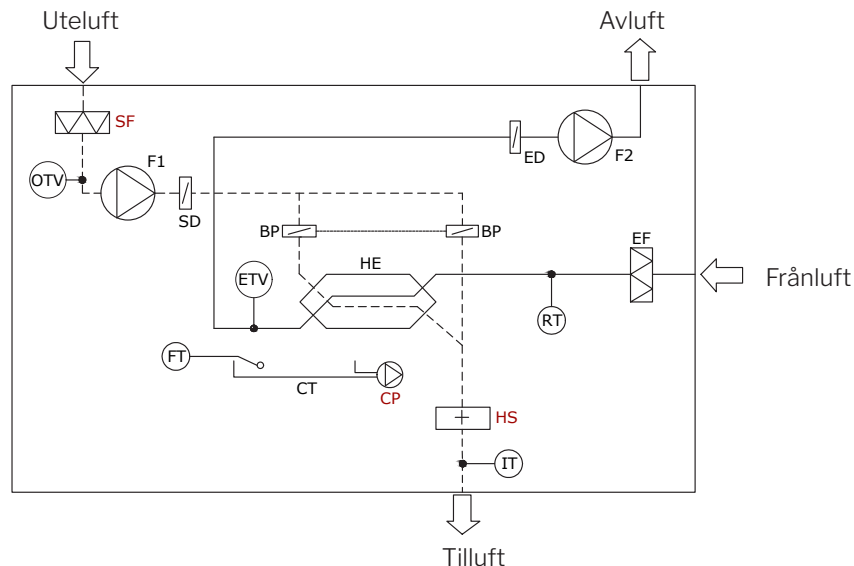 Uteluft
Avluft
SF
F1
OTV
SD
ED
F2
BP
BP
HE
EF
ETV
Frånluft
RT
FT
CT
CP
HS
IT
Tilluft